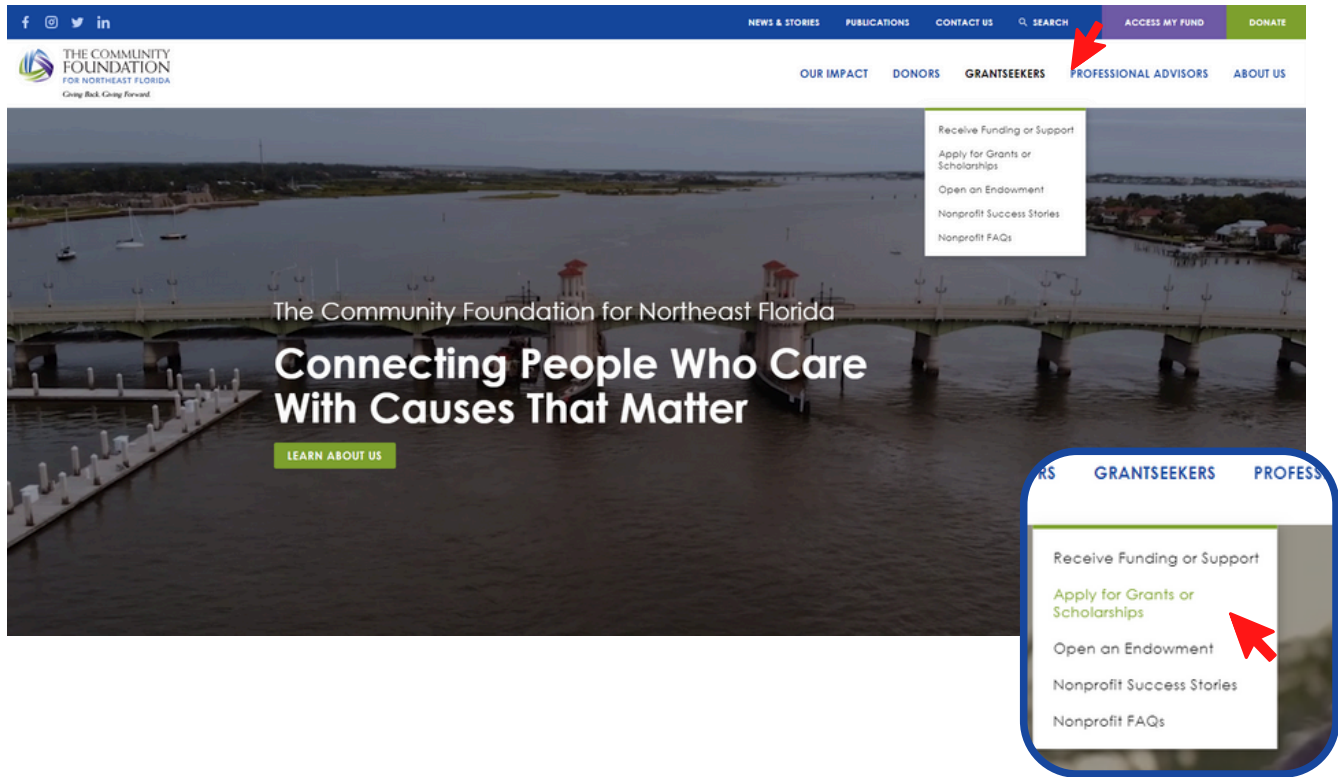 NEWS & STORIES PUBLICATIONS CONTACT US SEARCH ACCESS MY FUND DONATE
THE COMMUNITY
FOUNDATION
FOR NORTHEAST FLORIDA
Giving Back. Giving Forward.
OUR IMPACT DONORS GRANTSEEKERS PROFESSIONAL ADVISORS ABOUT US
Receive Funding or Support
Apply for Grants or
Scholarships
Open an Endowment
Nonprofit Success Stories
Nonprofit FAQs
The Community Foundation for Northeast Florida
Connecting People Who Care
With Causes That Matter
LEARN ABOUT US
RS GRANTSEEKERS PROFESS
Receive Funding or Support
Apply for Grants or
Scholarships
Open an Endowment
Nonprofit Success Stories
Nonprofit FAQs